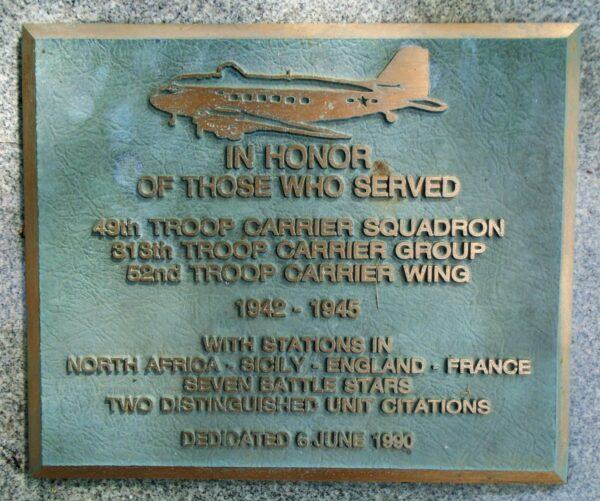 IN HONOR
OF THOSE WHO SERVED
49th TROOP CARRIER SQUADRON
313th TROOP CARRIER GROUP
52nd TROOP CARRIER WING
1942 - 1945
WITH STATIONS IN
NORTH AFRICA - SICILY - ENGLAND - FRANCE
SEVEN BATTLE STARS
TWO DISTINGUISHED UNIT CITATIONS
DEDIDATED 6 JUNE 1990